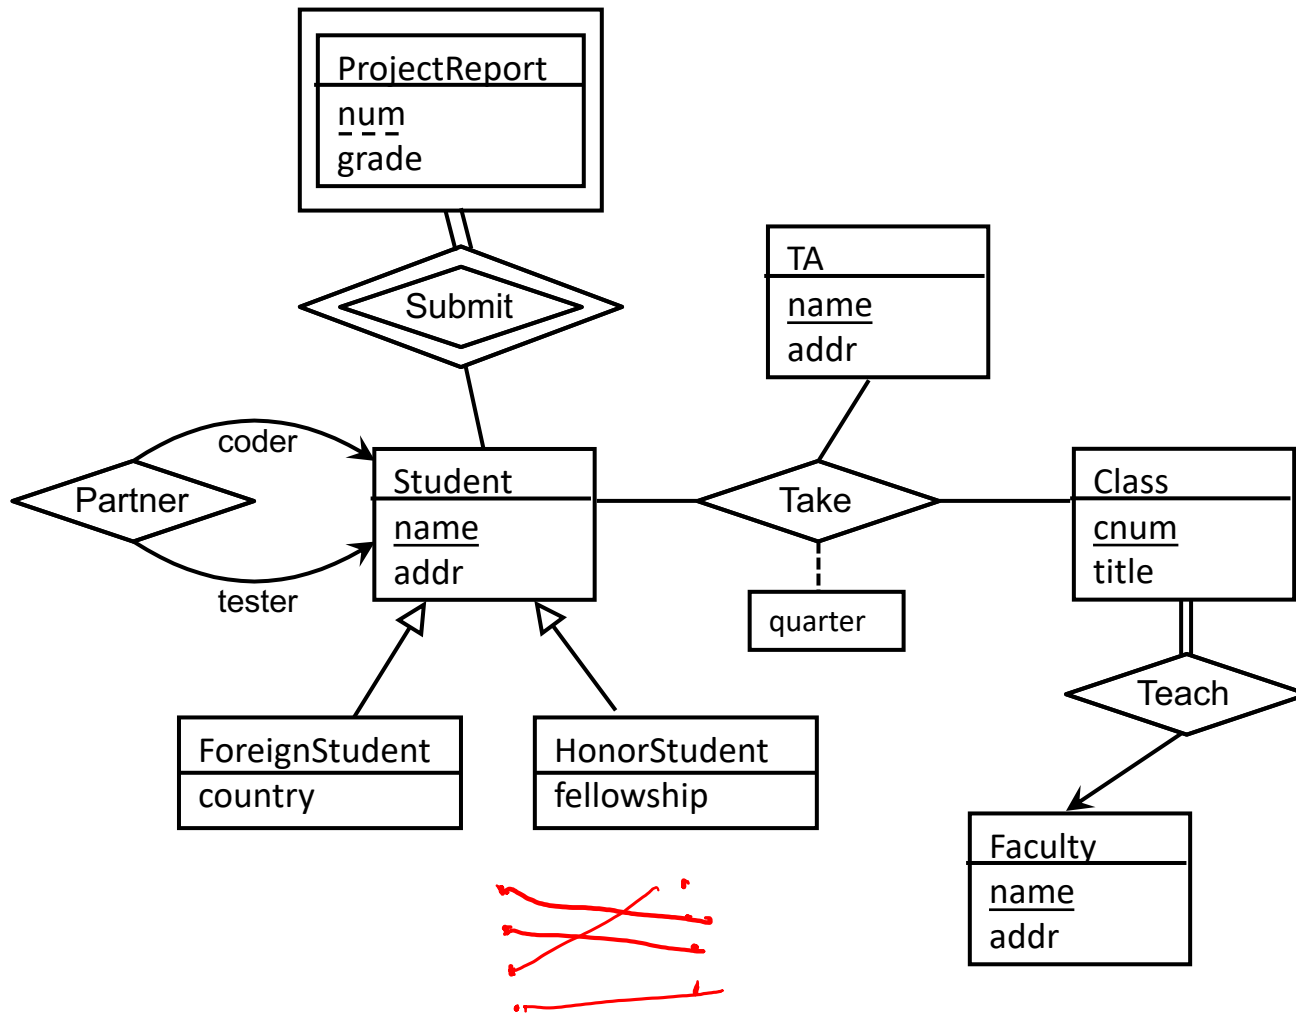 ProjectReport
num
grade
Submit
TA
name
addr
coder
Partner
tester
Student
name
addr
Take
quarter
Class
cnum
title
Teach
ForeignStudent
country
HonorStudent
fellowship
Faculty
name
addr